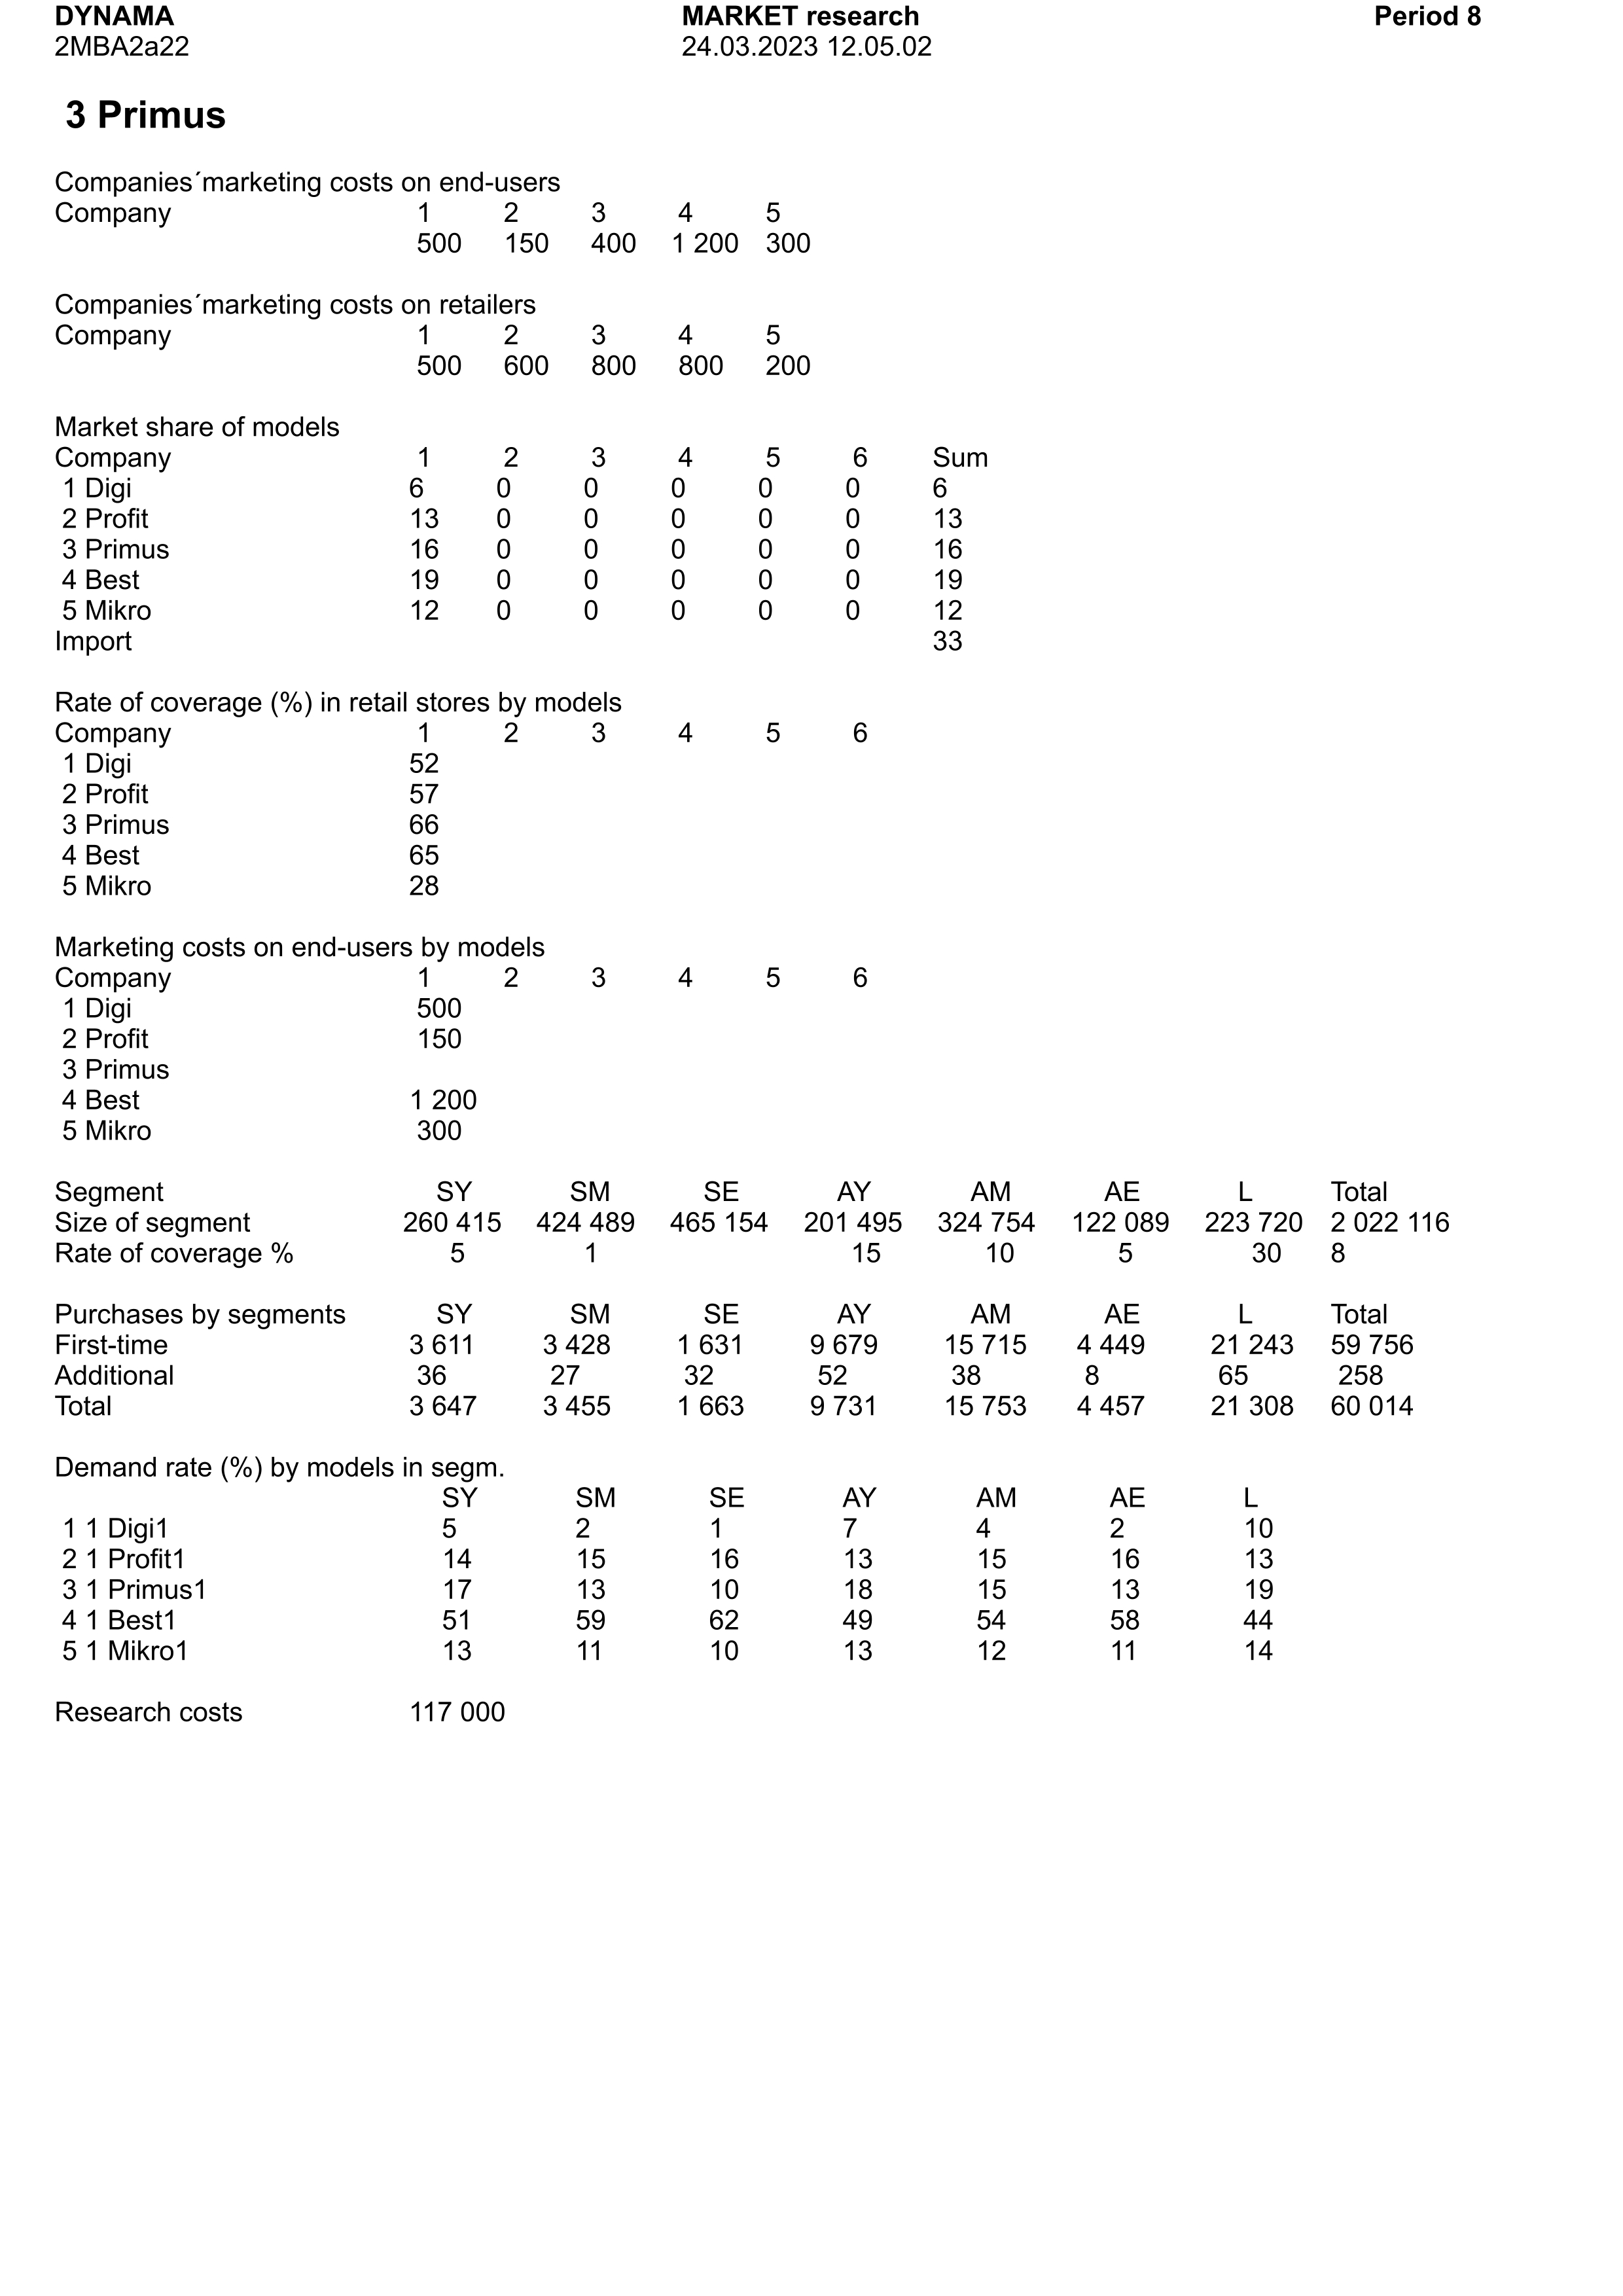 DYNAMA MARKET research Period 8
2MBA2a22 24.03.2023 12.05.02
3 Primus
Companies´marketing costs on end-users
Company 1 2 3 4 5
500 150 400 1 200 300
Companies´marketing costs on retailers
Company 1 2 3 4 5
500 600 800 800 200
Market share of models
Company 1 2 3 4 5 6 Sum
1 Digi 6 0 0 0 0 0 6
2 Profit 13 0 0 0 0 0 13
3 Primus 16 0 0 0 0 0 16
4 Best 19 0 0 0 0 0 19
5 Mikro 12 0 0 0 0 0 12
Import 33
Rate of coverage (%) in retail stores by models
Company 1 2 3 4 5 6
1 Digi 52
2 Profit 57
3 Primus 66
4 Best 65
5 Mikro 28
Marketing costs on end-users by models
Company 1 2 3 4 5 6
1 Digi 500
2 Profit 150
3 Primus
4 Best 1 200
5 Mikro 300
Segment SY SM SE AY AM AE L Total
Size of segment 260 415 424 489 465 154 201 495 324 754 122 089 223 720 2 022 116
Rate of coverage % 5 1 15 10 5 30 8
Purchases by segments SY SM SE AY AM AE L Total
First-time 3 611 3 428 1 631 9 679 15 715 4 449 21 243 59 756
Additional 36 27 32 52 38 8 65 258
Total 3 647 3 455 1 663 9 731 15 753 4 457 21 308 60 014
Demand rate (%) by models in segm.
SY SM SE AY AM AE L
1 1 Digi1 5 2 1 7 4 2 10
2 1 Profit1 14 15 16 13 15 16 13
3 1 Primus1 17 13 10 18 15 13 19
4 1 Best1 51 59 62 49 54 58 44
5 1 Mikro1 13 11 10 13 12 11 14
Research costs 117 000